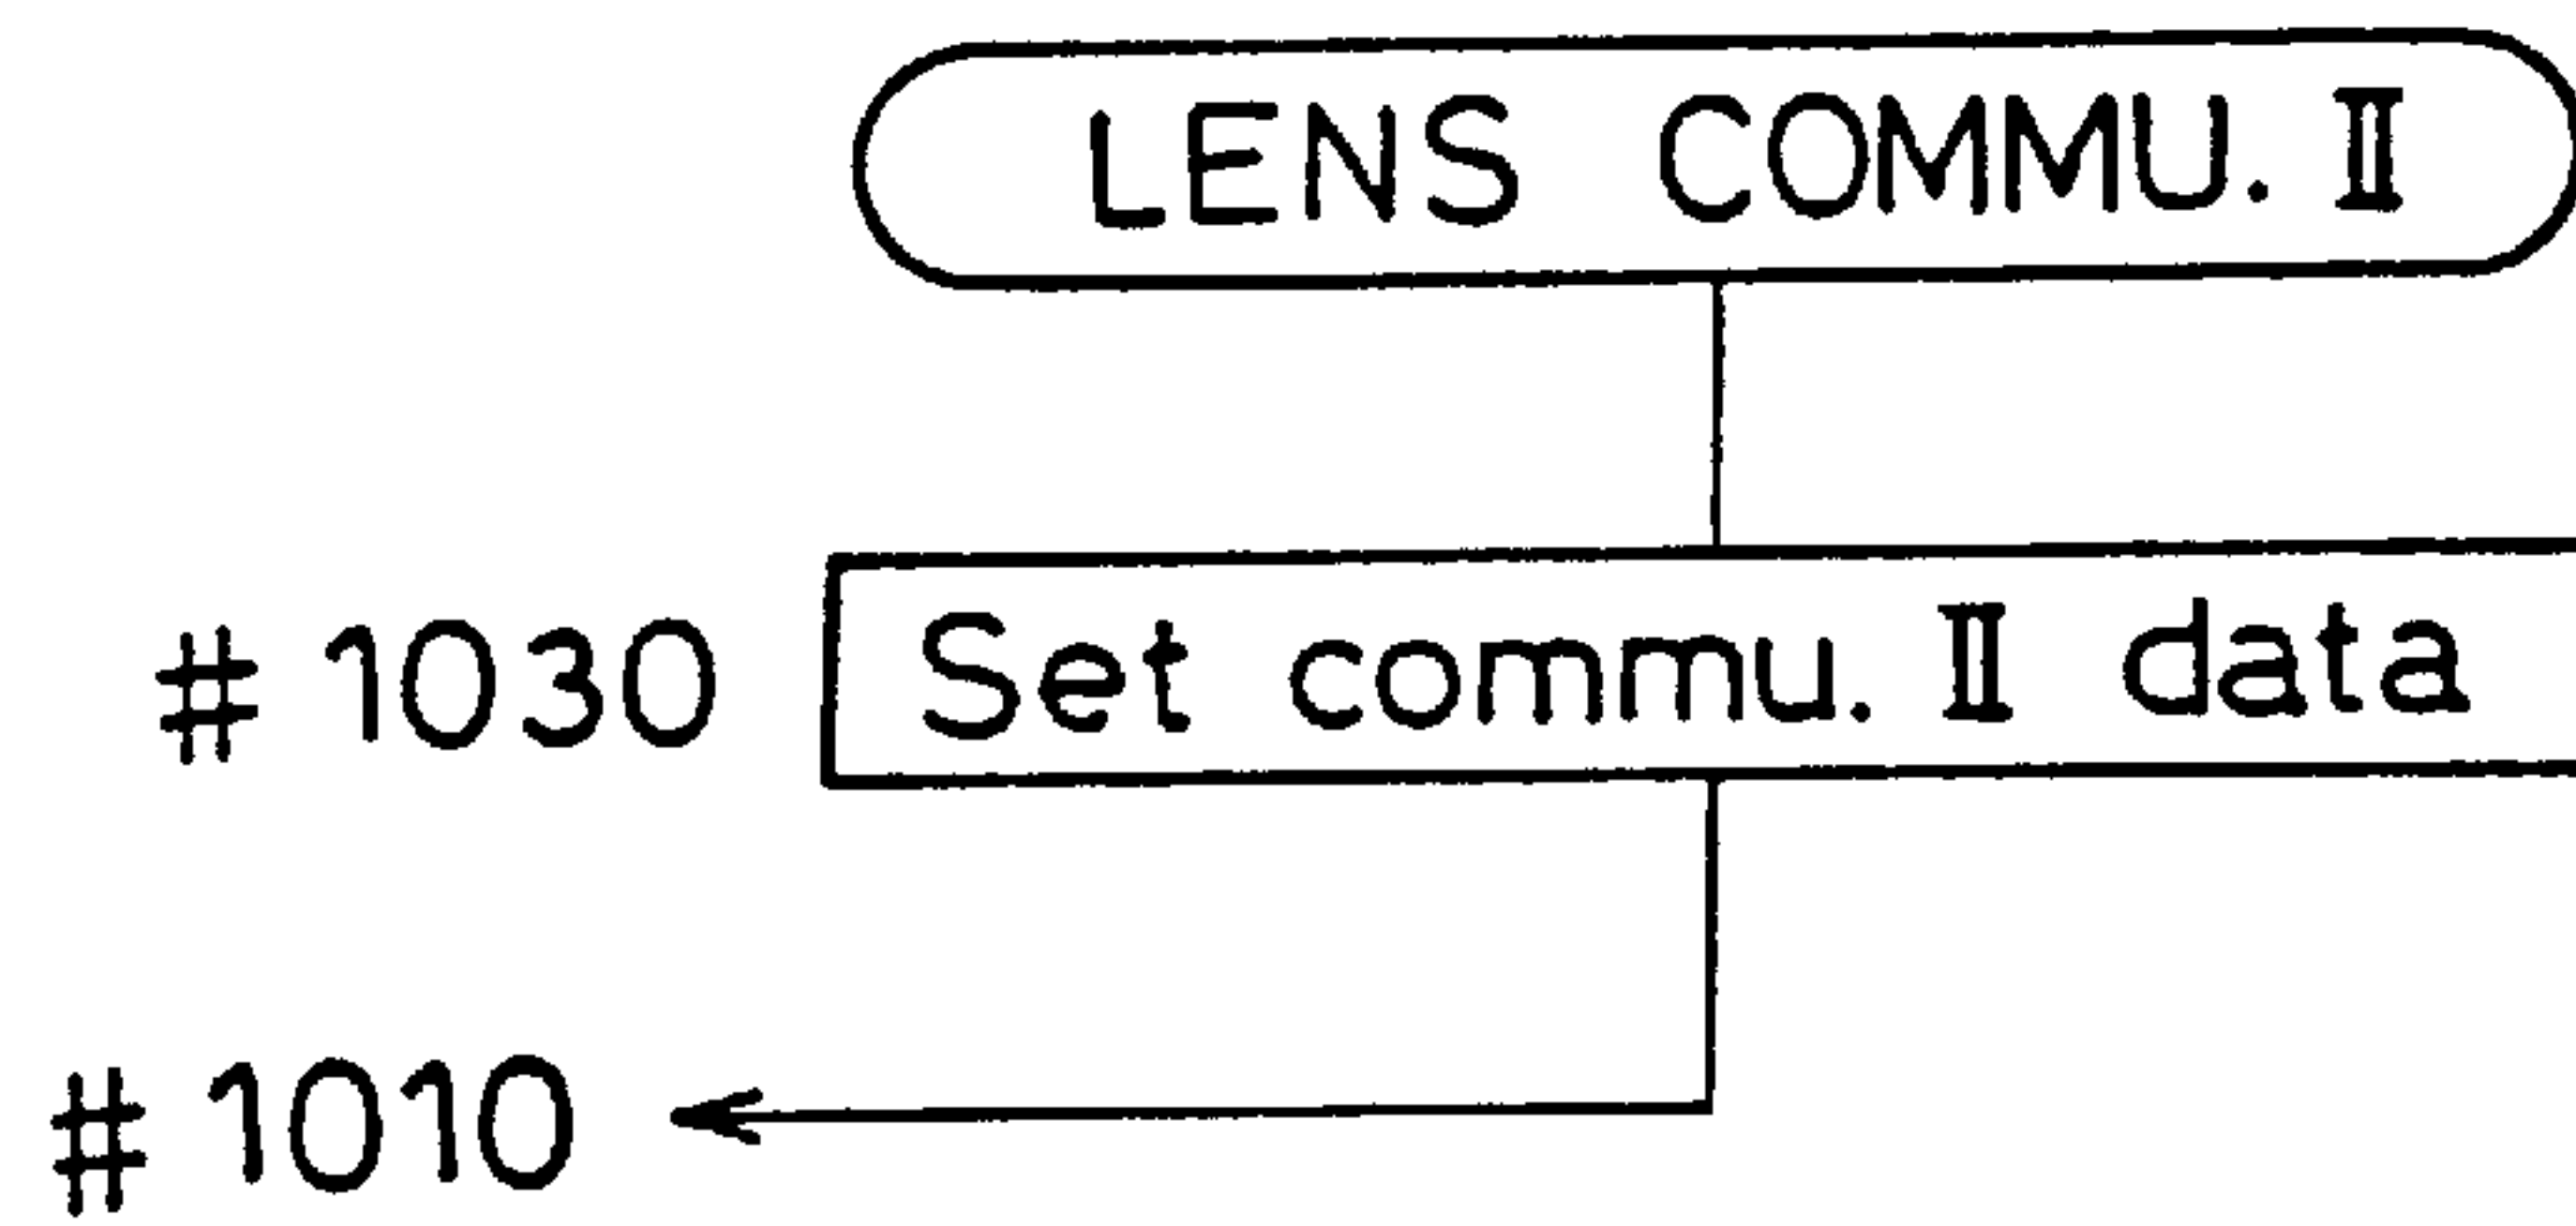 LENS COMMU. Ⅱ
# 1030 Set commu. Ⅱ data
# 1010